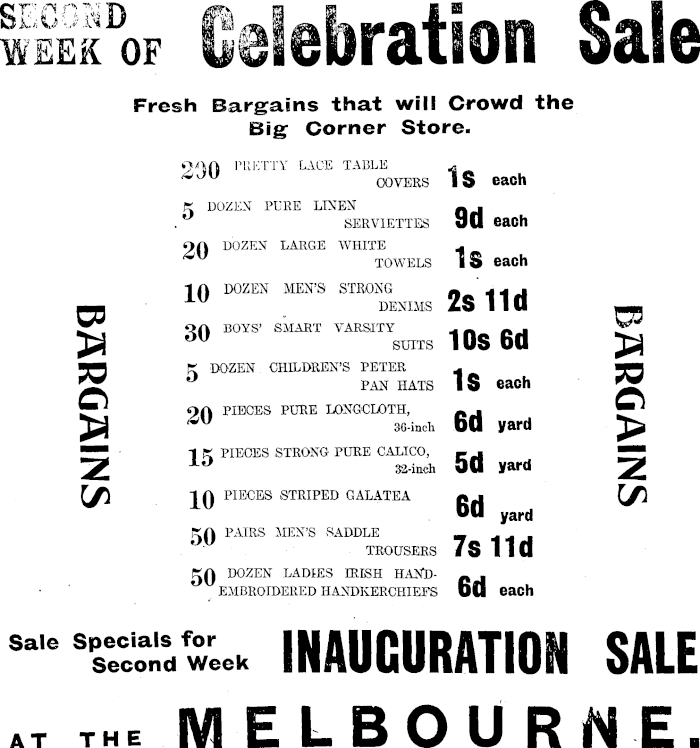 SECOND
WEEK OF Celebration Sale
Fresh Bargains that will Crowd the
Big Corner Store.
200 PRETTY LACE TABLE
COVERS 1s each
5 DOZEN PURE LINEN
SERVIETTES 9d each
20 DOZEN LARGE WHITE
TOWELS 1s each
10 DOZEN MEN'S STRONG
DENIMS 2s 11d
30 BOYS' SMART VARSITY
SUITS 10s 6d
5 DOZEN CHILDREN'S PETER
PAN HATS 1s each
20 PIECES PURE LONGCLOTH,
36-inch 6d yard
15 PIECES STRONG PURE CALICO,
32-inch 5d yard
10 PIECES STRIPED GALATEA
6d yard
50 PAIRS MEN'S SADDLE
TROUSERS 7s 11d
50 DOZEN LADIES IRISH HAND-
EMBROIDERED HANDKERCHIEFS 6d each
BARGAINS
BARGAINS
Sale Specials for
Second Week INAUGURATION SALE
AT THE MELBOURNE.